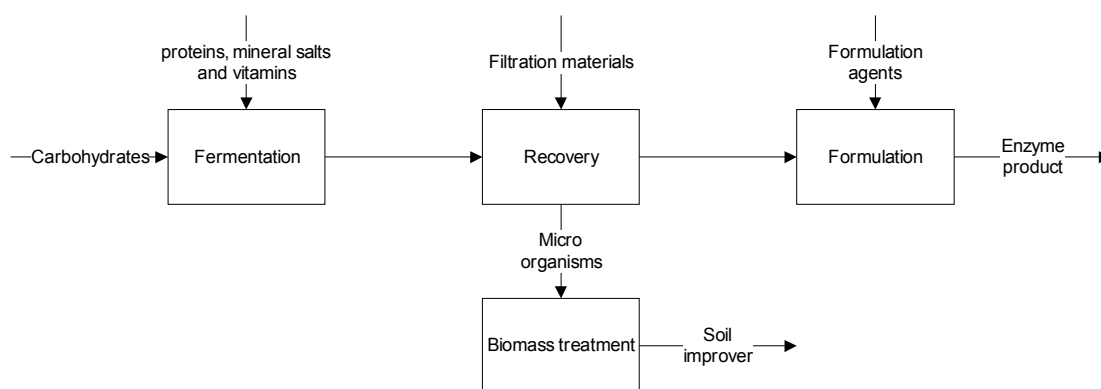 proteins, mineral salts
and vitamins
Filtration materials
Formulation
agents
Carbohydrates
Fermentation
Recovery
Formulation
Enzyme
product
Micro
organisms
Biomass treatment
Soil
improver